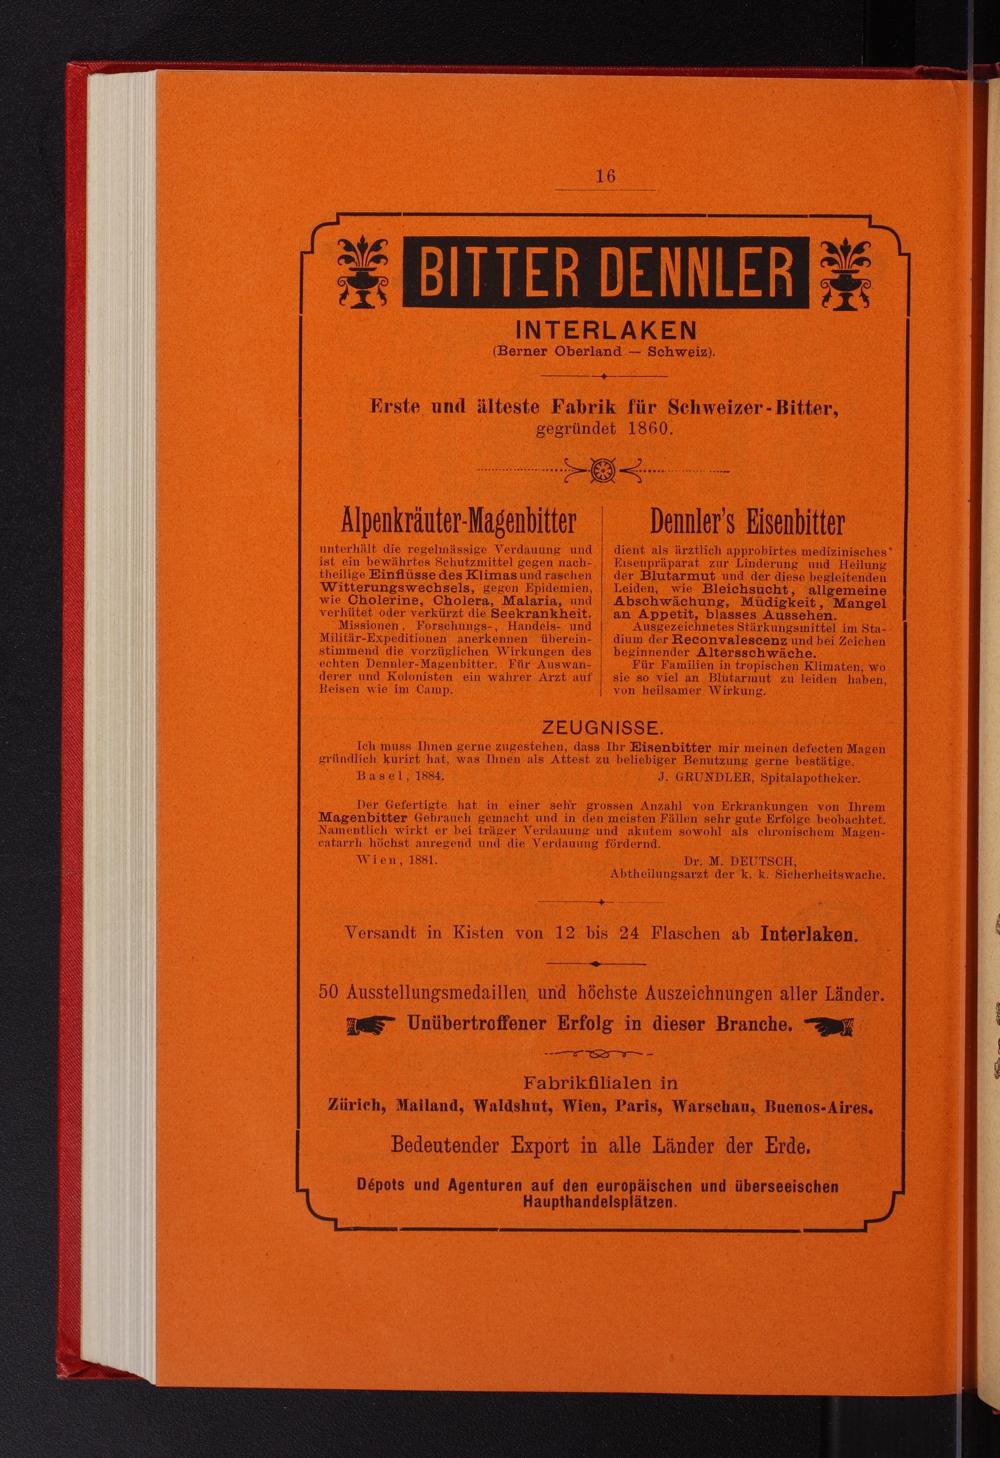 16
BITTER DENNLER
INTERLAKEN
(Berner Oberland — Schweiz).
Erste und älteste Fabrik für Schweizer-Bitter,
gegründet 1860.
Alpenkräuter-Magenbitter
unterhält die regelmässige Verdauung und
ist ein bewährtes Schutzmittel gegen nach-
theilige Einflüsse des Klimas und raschen
Witterungswechsels, gegen Epidemien,
wie Cholerine, Cholera, Malaria, und
verhütet oder verkürzt die Seekrankheit.
Missionen, Forschungs-, Handels- und
Militär-Expeditionen anerkennen überein-
stimmend die vorzüglichen Wirkungen des
echten Dennler-Magenbitter. Für Auswan-
derer und Kolonisten ein wahrer Arzt auf
Reisen wie im Camp.
Dennler's Eisenbitter
dient als ärztlich approbirtes medizinisches
Eisenpräparat zur Linderung und Heilung
der Blutarmut und der diese begleitenden
Leiden, wie Bleichsucht, allgemeine
Abschwächung, Müdigkeit, Mangel
an Appetit, blasses Aussehen.
Ausgezeichnetes Stärkungsmittel im Sta-
dium der Reconvalescenz und bei Zeichen
beginnender Altersschwäche.
Für Familien in tropischen Klimaten, wo
sie so viel an Blutarmut zu leiden haben,
von heilsamer Wirkung.
ZEUGNISSE.
Ich muss Ihnen gerne zugestehen, dass Ihr Eisenbitter mir meinen defecten Magen
gründlich kurirt hat, was Ihnen als Attest zu beliebiger Benutzung gerne bestätige.
Basel, 1884. J. GRUNDLER, Spitalapotheker.
Der Gefertigte hat in einer sehr grossen Anzahl von Erkrankungen von Ihrem
Magenbitter Gebrauch gemacht und in den meisten Fällen sehr gute Erfolge beobachtet.
Namentlich wirkt er bei träger Verdauung und akutem sowohl als chronischem Magen-
catarrh höchst anregend und die Verdauung fördernd.
Wien, 1881. Dr. M. DEUTSCH,
Abtheilungsarzt der k. k. Sicherheitswache.
Versandt in Kisten von 12 bis 24 Flaschen ab Interlaken.
50 Ausstellungsmedaillen und höchste Auszeichnungen aller Länder.
Unübertroffener Erfolg in dieser Branche.
Fabrikfilialen in
Zürich, Mailand, Waldshut, Wien, Paris, Warschau, Buenos-Aires.
Bedeutender Export in alle Länder der Erde.
Dépots und Agenturen auf den europäischen und überseeischen
Haupthandelsplätzen.